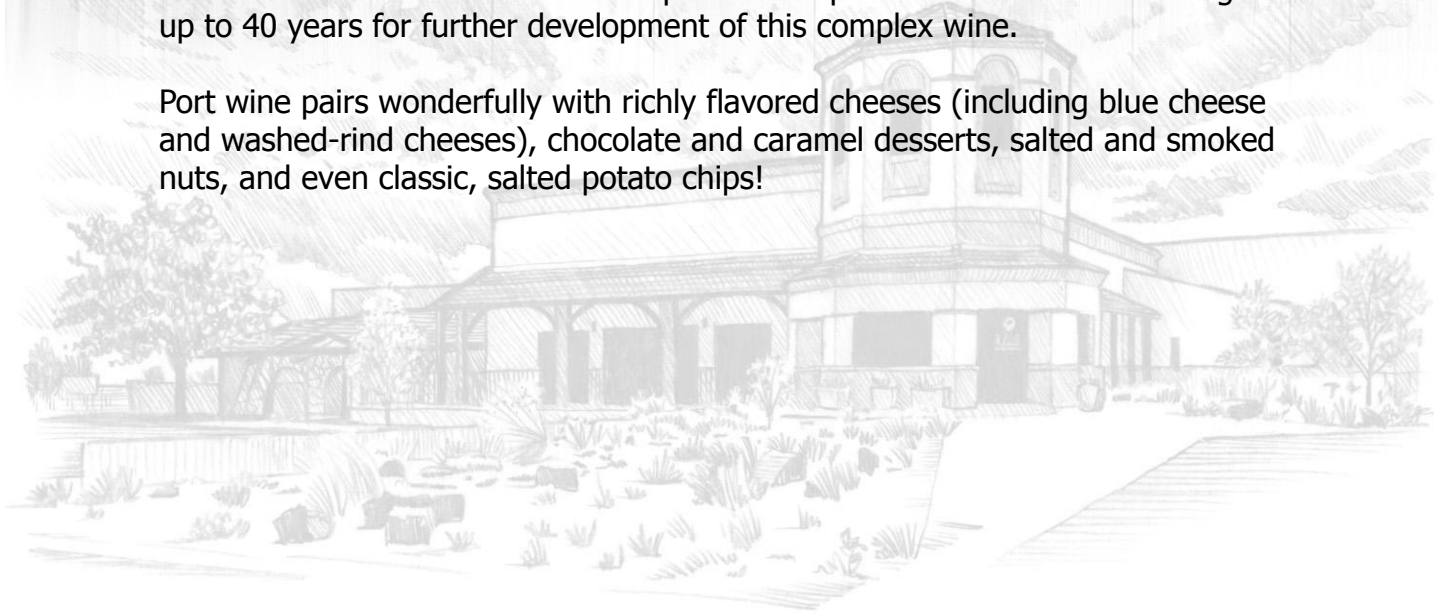 up to 40 years for further development of this complex wine.
Port wine pairs wonderfully with richly flavored cheeses (including blue cheese
and washed-rind cheeses), chocolate and caramel desserts, salted and smoked
nuts, and even classic, salted potato chips!